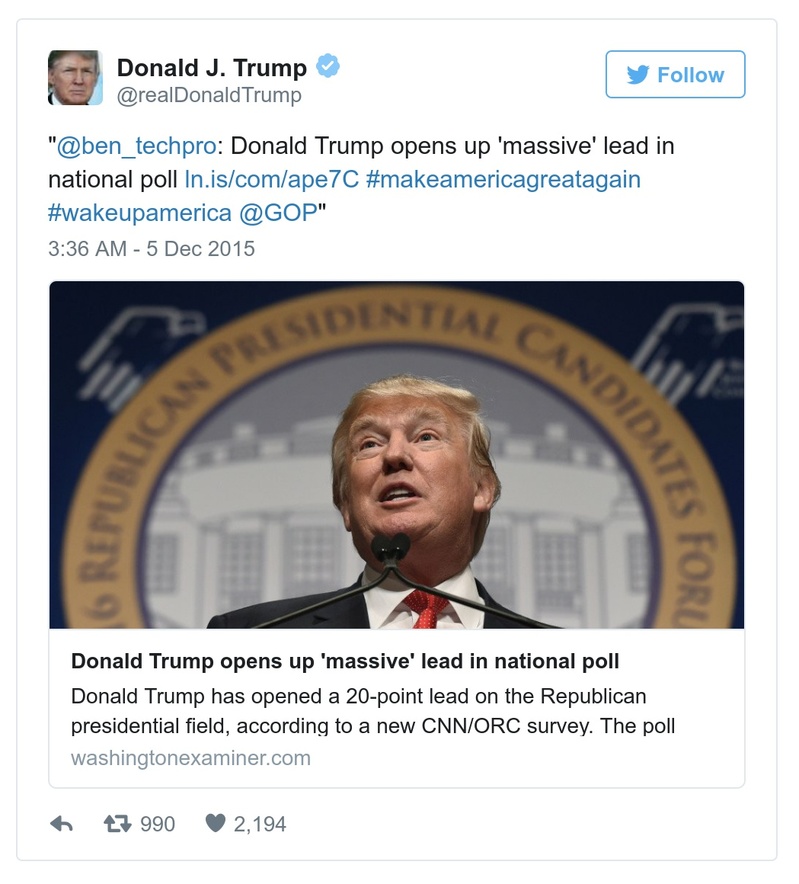 Donald J. Trump
@realDonaldTrump
Follow
"@ben_techpro: Donald Trump opens up 'massive' lead in
national poll ln.is/com/ape7C #makeamericagreatagain
#wakeupamerica @GOP"
3:36 AM - 5 Dec 2015
16 REPUBLICAN PRESIDENTIAL CANDIDATES FORU
Donald Trump opens up 'massive' lead in national poll
Donald Trump has opened a 20-point lead on the Republican
presidential field, according to a new CNN/ORC survey. The poll
washingtonexaminer.com
990
2,194